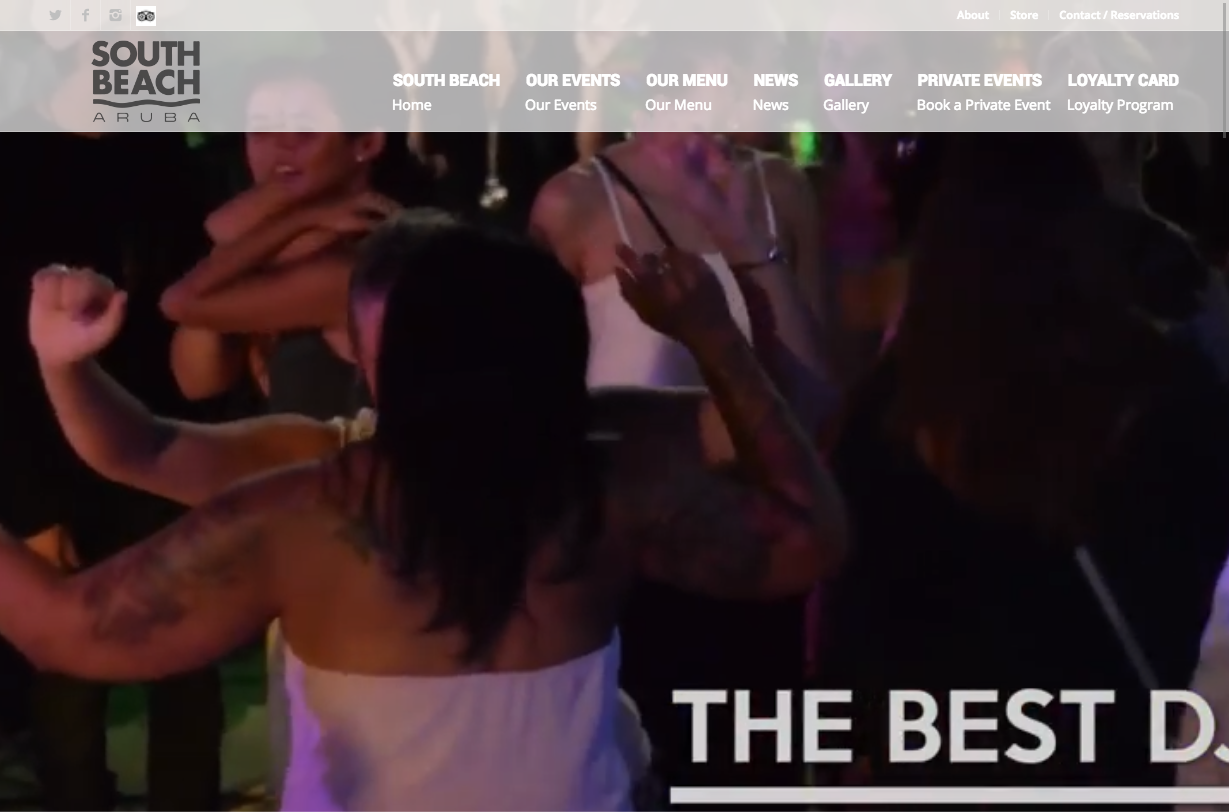 About Store Contact / Reservations
SOUTH
BEACH
ARUBA
SOUTH BEACH OUR EVENTS OUR MENU NEWS GALLERY PRIVATE EVENTS LOYALTY CARD
Home Our Events Our Menu News Gallery Book a Private Event Loyalty Program
THE BEST DJ